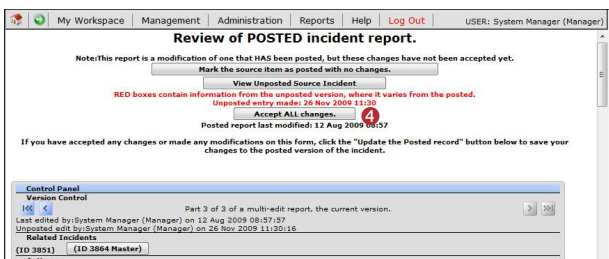 My Workspace Management Administration Reports Help Log Out USER: System Manager (Manager)
Review of POSTED incident report.
Note:This report is a modification of one that HAS been posted, but these changes have not been accepted yet.
Mark the source item as posted with no changes.
View Unposted Source Incident
RED boxes contain information from the unposted version, where it varies from the posted.
Unposted entry made: 26 Nov 2009 11:30
Accept ALL changes. 4
Posted report last modified: 12 Aug 2009 08:57
If you have accepted any changes or made any modifications on this form, click the "Update the Posted record" button below to save your
changes to the posted version of the incident.
Control Panel
Version Control
Part 3 of 3 of a multi-edit report, the current version.
Last edited by:System Manager (Manager) on 12 Aug 2009 08:57:57
Unposted edit by:System Manager (Manager) on 26 Nov 2009 11:30:16
Related Incidents
(ID 3851) (ID 3864 Master)